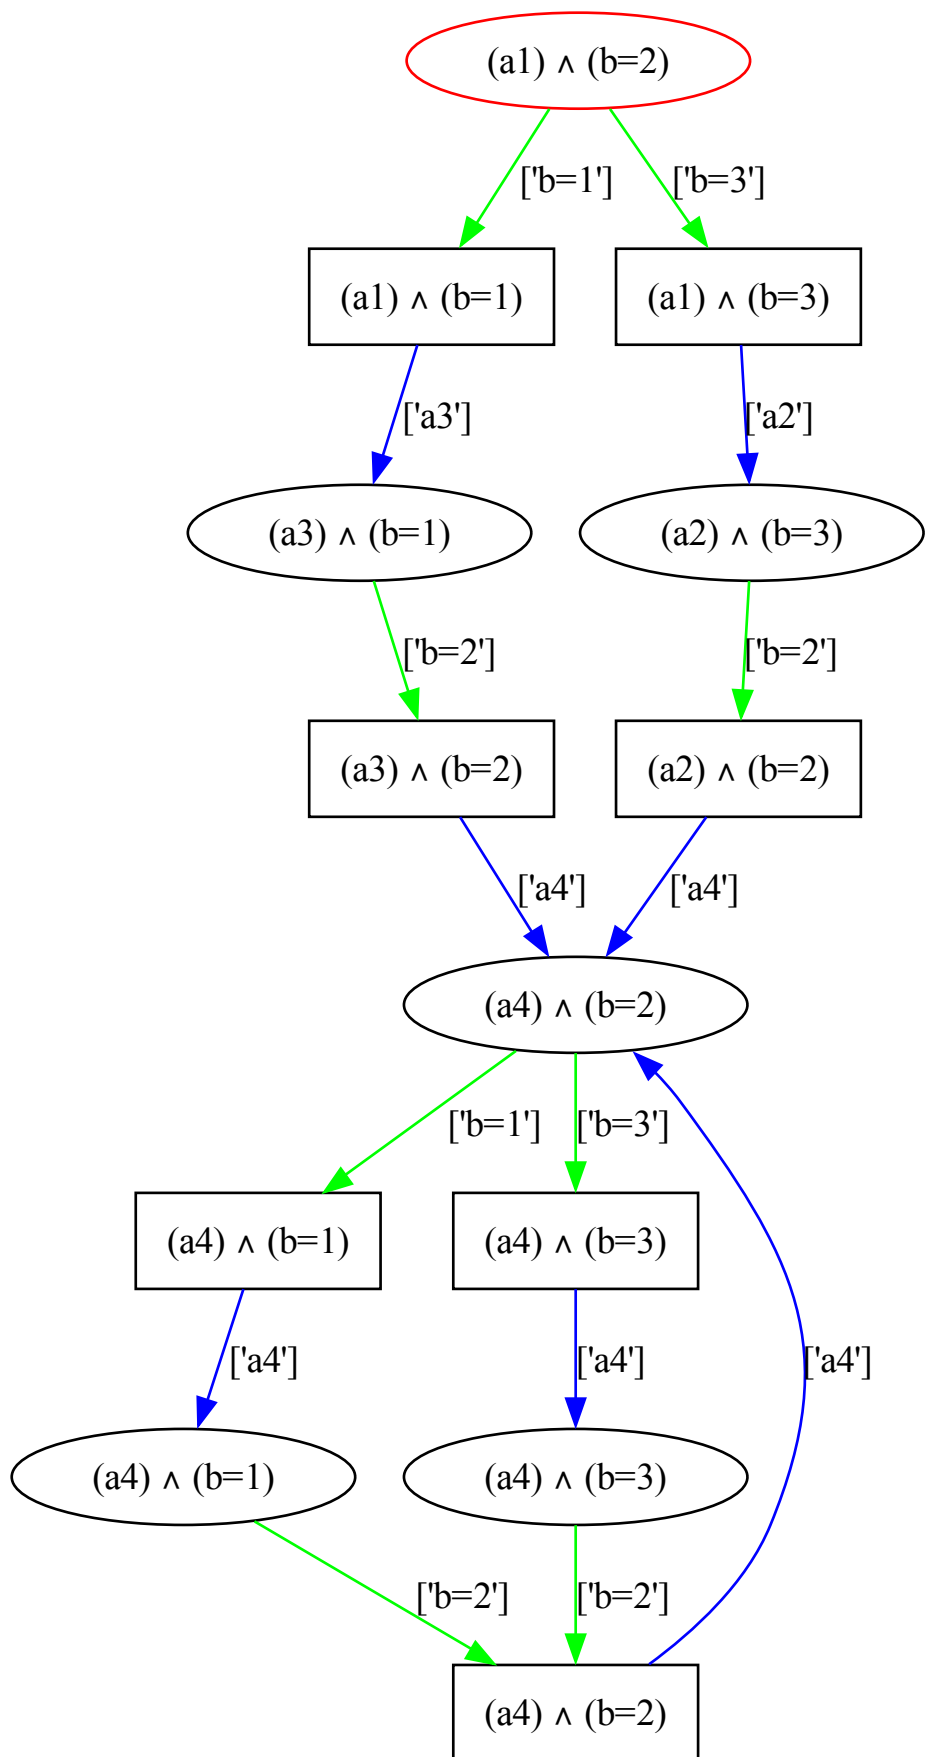 (a1) ∧ (b=2)
['b=1']
['b=3']
(a1) ∧ (b=1)
(a1) ∧ (b=3)
['a3']
['a2']
(a3) ∧ (b=1)
(a2) ∧ (b=3)
['b=2']
['b=2']
(a3) ∧ (b=2)
(a2) ∧ (b=2)
['a4']
['a4']
(a4) ∧ (b=2)
['b=1']
['b=3']
(a4) ∧ (b=1)
(a4) ∧ (b=3)
['a4']
['a4']
['a4']
(a4) ∧ (b=1)
(a4) ∧ (b=3)
['b=2']
['b=2']
(a4) ∧ (b=2)